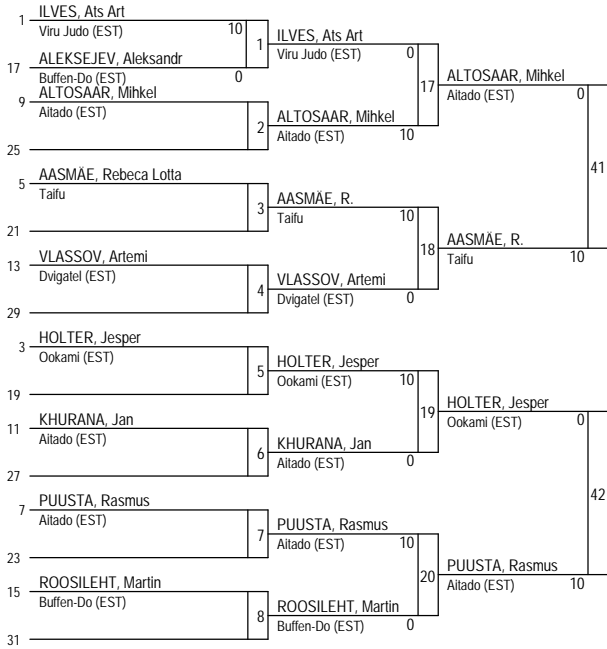 1 ILVES, Ats Art
Viru Judo (EST) 10
17 ALEKSEJEV, Aleksandr
Buffen-Do (EST) 0
1
9 ALTOSAAR, Mihkel
Aitado (EST)
25
2
5 AASMÄE, Rebeca Lotta
Taifu
21
3
13 VLASSOV, Artemi
Dvigatel (EST)
29
4
3 HOLTER, Jesper
Ookami (EST)
19
5
11 KHURANA, Jan
Aitado (EST)
27
6
7 PUUSTA, Rasmus
Aitado (EST)
23
7
15 ROOSILEHT, Martin
Buffen-Do (EST)
31
8
ILVES, Ats Art
Viru Judo (EST) 0
17
ALTOSAAR, Mihkel
Aitado (EST) 10
AASMÄE, R.
Taifu 10
18
VLASSOV, Artemi
Dvigatel (EST) 0
HOLTER, Jesper
Ookami (EST) 10
19
KHURANA, Jan
Aitado (EST) 0
PUUSTA, Rasmus
Aitado (EST) 10
20
ROOSILEHT, Martin
Buffen-Do (EST) 0
ALTOSAAR, Mihkel
Aitado (EST) 0
41
AASMÄE, R.
Taifu 10
HOLTER, Jesper
Ookami (EST) 0
42
PUUSTA, Rasmus
Aitado (EST) 10